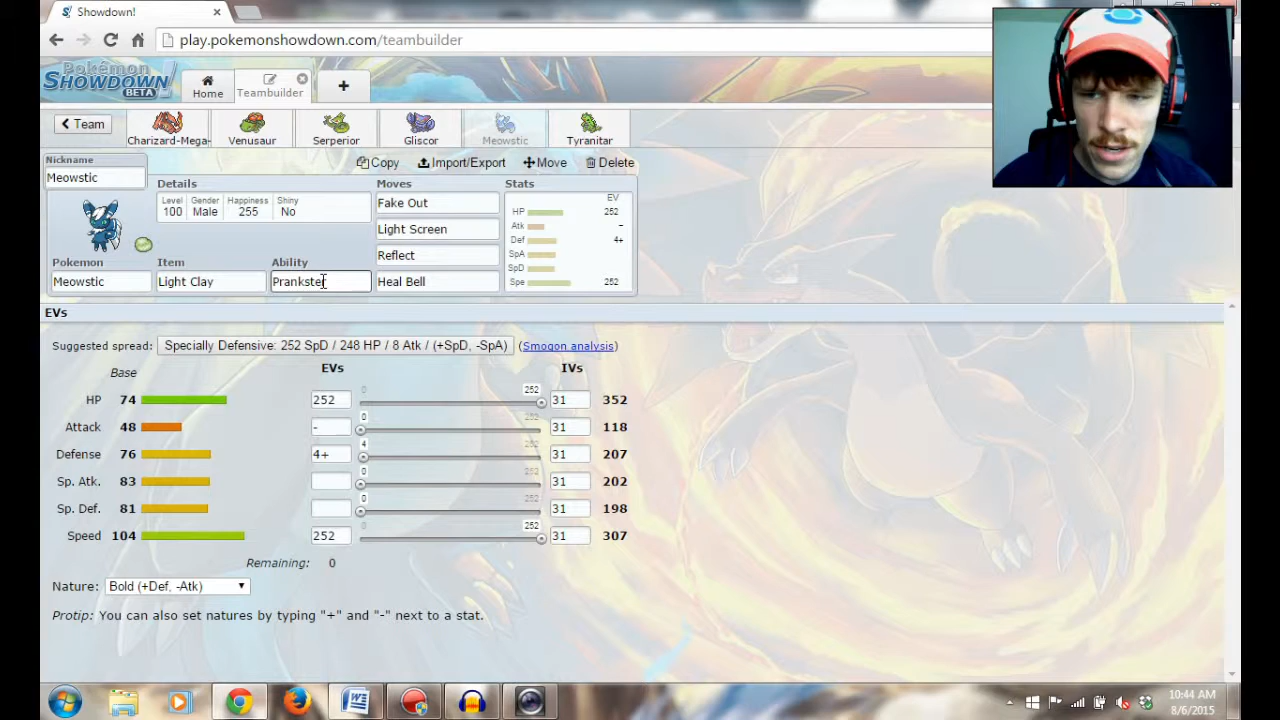 Showdown!
play.pokemonshowdown.com/teambuilder
Pokémon
SHOWDOWN
BETA
Home
Teambuilder
+
< Team
Charizard-Mega-
Venusaur
Serperior
Gliscor
Meowstic
Tyranitar
Copy
Import/Export
Move
Delete
Nickname
Meowstic
Details
Level Gender Happiness Shiny
100 Male 255 No
Pokemon
Meowstic
Item
Light Clay
Ability
Prankster
Moves
Fake Out
Light Screen
Reflect
Heal Bell
Stats
EV
HP 252
Atk -
Def 4+
SpA
SpD
Spe 252
EVs
Suggested spread: Specially Defensive: 252 SpD / 248 HP / 8 Atk / (+SpD, -SpA) (Smogon analysis)
Base EVs IVs
HP 74 252 0 252 31 352
Attack 48 - 0 252 31 118
Defense 76 4+ 4 252 31 207
Sp. Atk. 83 0 252 31 202
Sp. Def. 81 0 252 31 198
Speed 104 252 0 252 31 307
Remaining: 0
Nature: Bold (+Def, -Atk)
Protip: You can also set natures by typing "+" and "-" next to a stat.
10:44 AM
8/6/2015